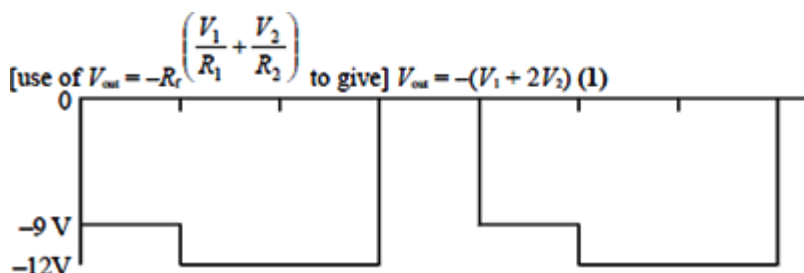 [use of V_out = –R_f (V_1/R_1 + V_2/R_2) to give] V_out = –(V_1 + 2V_2) (1)
0
–9 V
–12V